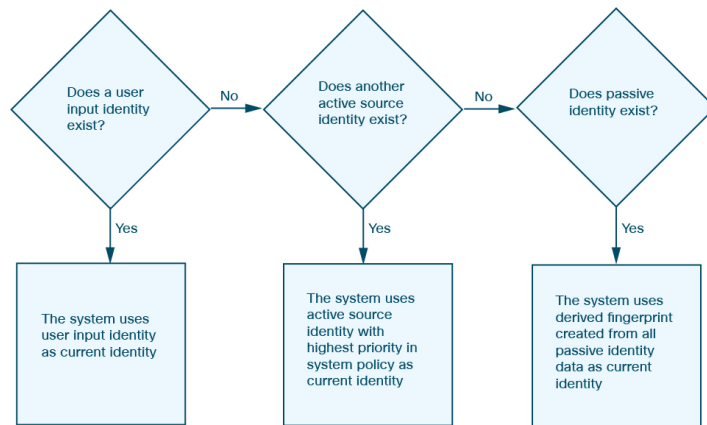 Does a user
input identity
exist?
No
Does another
active source
identity exist?
No
Does passive
identity exist?
Yes
Yes
Yes
The system uses
user input identity
as current identity
The system uses
active source
identity with
highest priority in
system policy as
current identity
The system uses
derived fingerprint
created from all
passive identity
data as current
identity